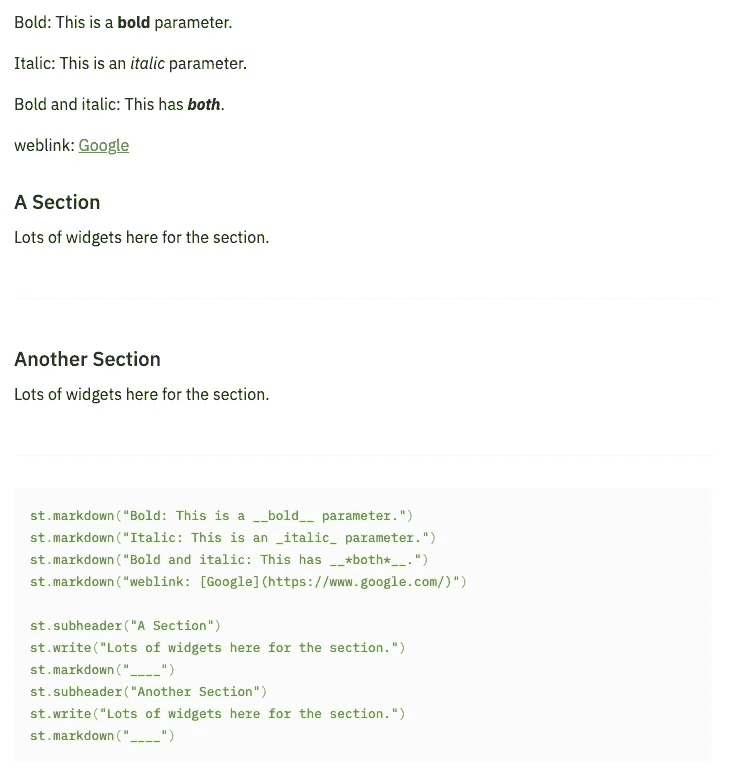 Bold: This is a bold parameter.
Italic: This is an italic parameter.
Bold and italic: This has both.
weblink: Google
A Section
Lots of widgets here for the section.
Another Section
Lots of widgets here for the section.
st.markdown("Bold: This is a __bold__ parameter.")
st.markdown("Italic: This is an _italic_ parameter.")
st.markdown("Bold and italic: This has __*both*__.")
st.markdown("weblink: [Google](https://www.google.com/)")
st.subheader("A Section")
st.write("Lots of widgets here for the section.")
st.markdown("____")
st.subheader("Another Section")
st.write("Lots of widgets here for the section.")
st.markdown("____")